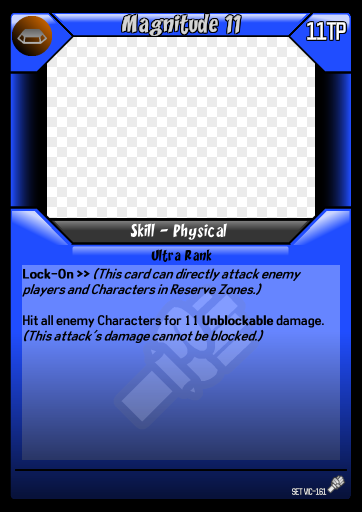 Magnitude 11
11TP
Skill - Physical
Ultra Rank
Lock-On >> (This card can directly attack enemy
players and Characters in Reserve Zones.)
Hit all enemy Characters for 11 Unblockable damage.
(This attack's damage cannot be blocked.)
SET VIC-161